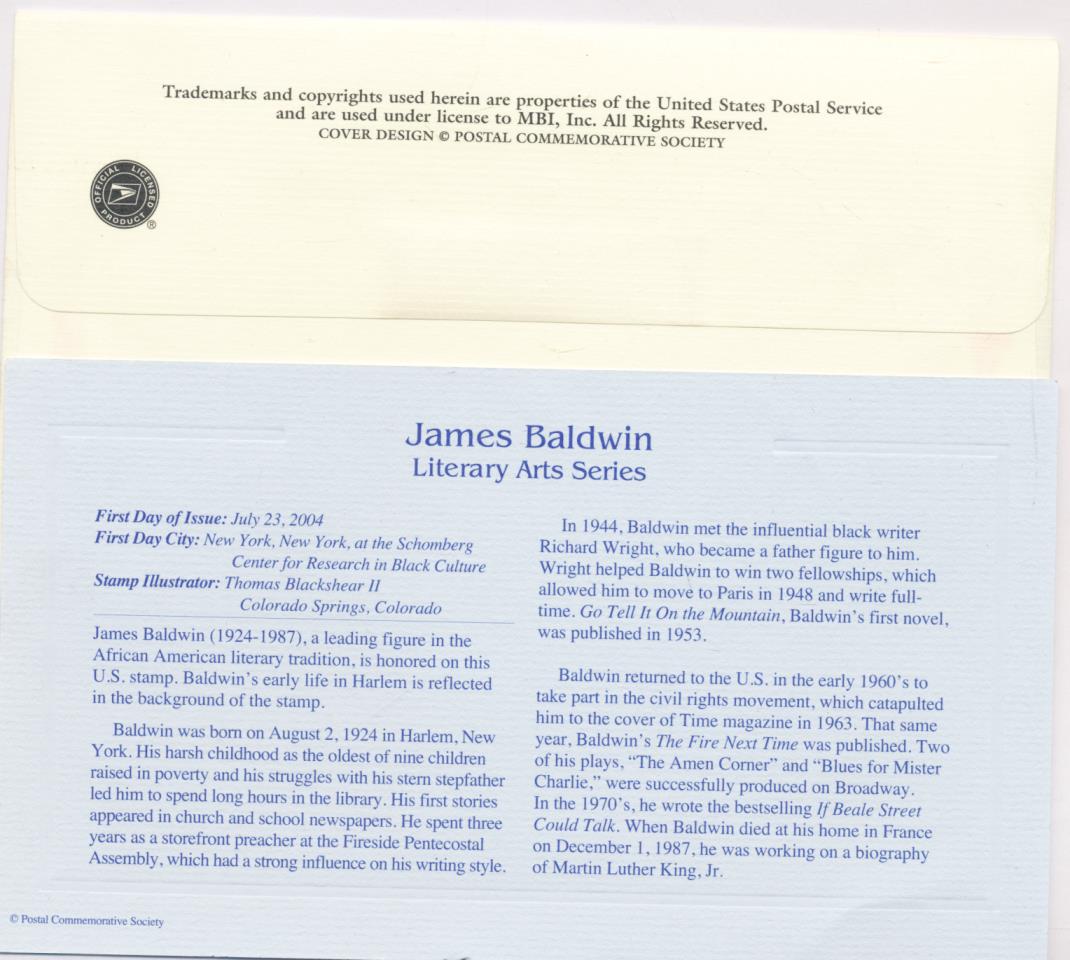 Trademarks and copyrights used herein are properties of the United States Postal Service
and are used under license to MBI, Inc. All Rights Reserved.
COVER DESIGN © POSTAL COMMEMORATIVE SOCIETY
OFFICIAL LICENSED
PRODUCT
®
James Baldwin
Literary Arts Series
First Day of Issue: July 23, 2004
First Day City: New York, New York, at the Schomberg
Center for Research in Black Culture
Stamp Illustrator: Thomas Blackshear II
Colorado Springs, Colorado
James Baldwin (1924-1987), a leading figure in the
African American literary tradition, is honored on this
U.S. stamp. Baldwin's early life in Harlem is reflected
in the background of the stamp.
Baldwin was born on August 2, 1924 in Harlem, New
York. His harsh childhood as the oldest of nine children
raised in poverty and his struggles with his stern stepfather
led him to spend long hours in the library. His first stories
appeared in church and school newspapers. He spent three
years as a storefront preacher at the Fireside Pentecostal
Assembly, which had a strong influence on his writing style.
In 1944, Baldwin met the influential black writer
Richard Wright, who became a father figure to him.
Wright helped Baldwin to win two fellowships, which
allowed him to move to Paris in 1948 and write full-
time. Go Tell It On the Mountain, Baldwin's first novel,
was published in 1953.
Baldwin returned to the U.S. in the early 1960's to
take part in the civil rights movement, which catapulted
him to the cover of Time magazine in 1963. That same
year, Baldwin's The Fire Next Time was published. Two
of his plays, "The Amen Corner" and "Blues for Mister
Charlie," were successfully produced on Broadway.
In the 1970's, he wrote the bestselling If Beale Street
Could Talk. When Baldwin died at his home in France
on December 1, 1987, he was working on a biography
of Martin Luther King, Jr.
© Postal Commemorative Society